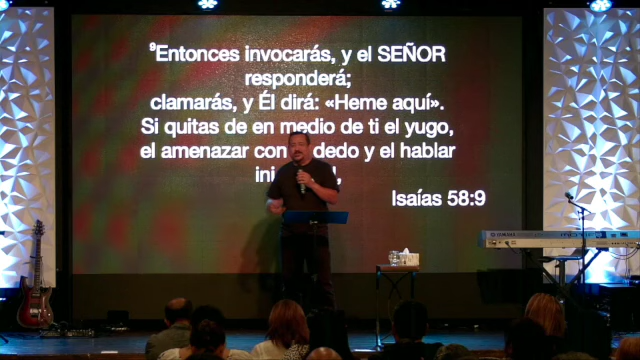 ⁹Entonces invocarás, y el SEÑOR
responderá;
clamarás, y Él dirá: «Heme aquí».
Si quitas de en medio de ti el yugo,
el amenazar con dedo y el hablar
Isaías 58:9